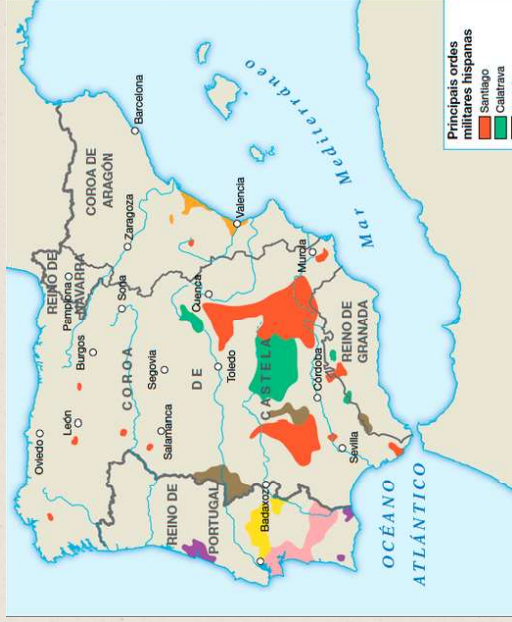 Principais ordes
militares hispanas
Santiago
Calatrava
Mar Mediterráneo
OCÉANO
ATLÁNTICO
Oviedo
León
Burgos
Pamplona
REINO DE
NAVARRA
COROA DE
ARAGÓN
Zaragoza
Barcelona
Soria
COROA
DE
CASTELA
Segovia
Salamanca
REINO DE
PORTUGAL
Toledo
Cuenca
Valencia
Badaxoz
Córdoba
Sevilla
Murcia
REINO DE
GRANADA